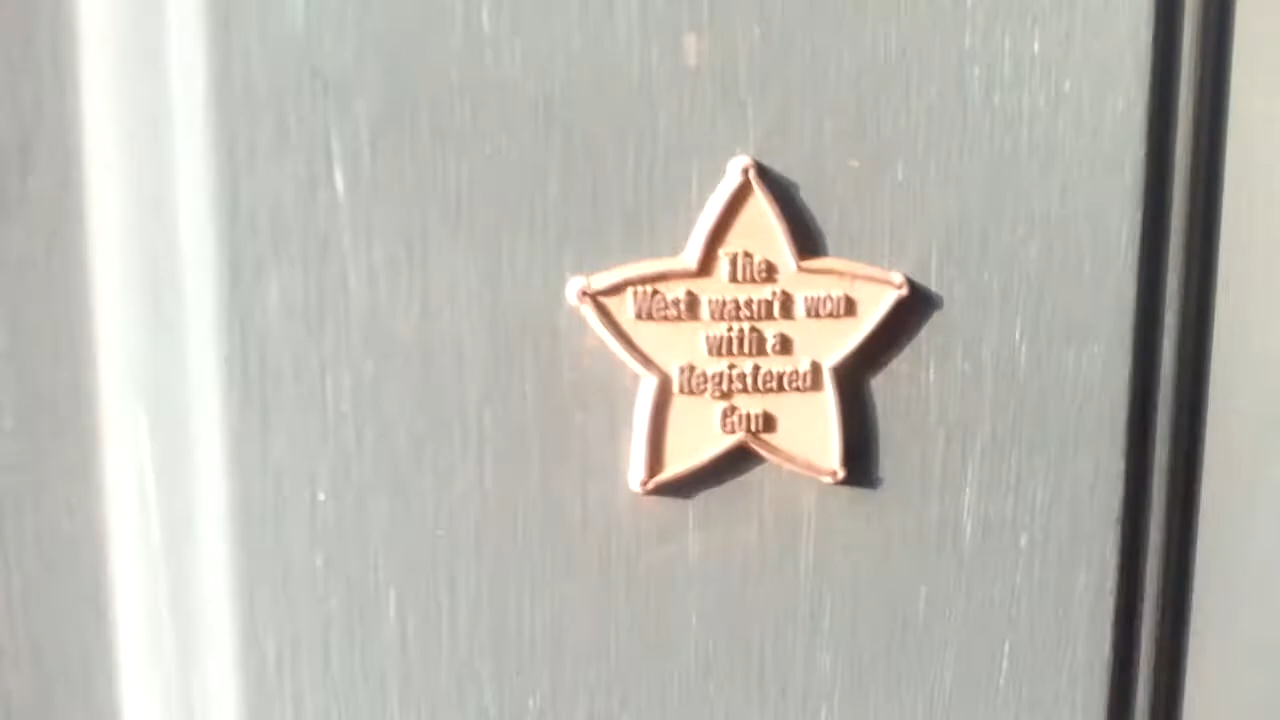 The
West wasn't won
with a
Registered
Gun